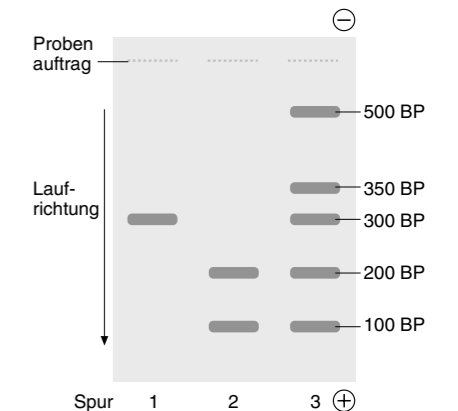 ⊖
Proben
auftrag
500 BP
Lauf-
richtung
350 BP
300 BP
200 BP
100 BP
Spur 1 2 3 ⊕